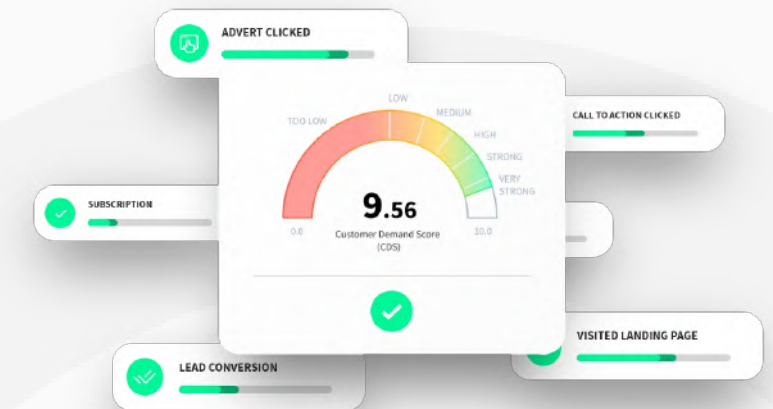 ADVERT CLICKED
LOW
TOO LOW
MEDIUM
CALL TO ACTION CLICKED
HIGH
STRONG
VERY
STRONG
SUBSCRIPTION
9.56
0.0
Customer Demand Score
(CDS)
10.0
VISITED LANDING PAGE
LEAD CONVERSION